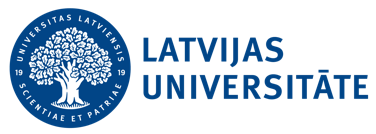 UNIVERSITAS LATVIENSIS
19 19
SCIENTIAE ET PATRIAE
LATVIJAS
UNIVERSITĀTE